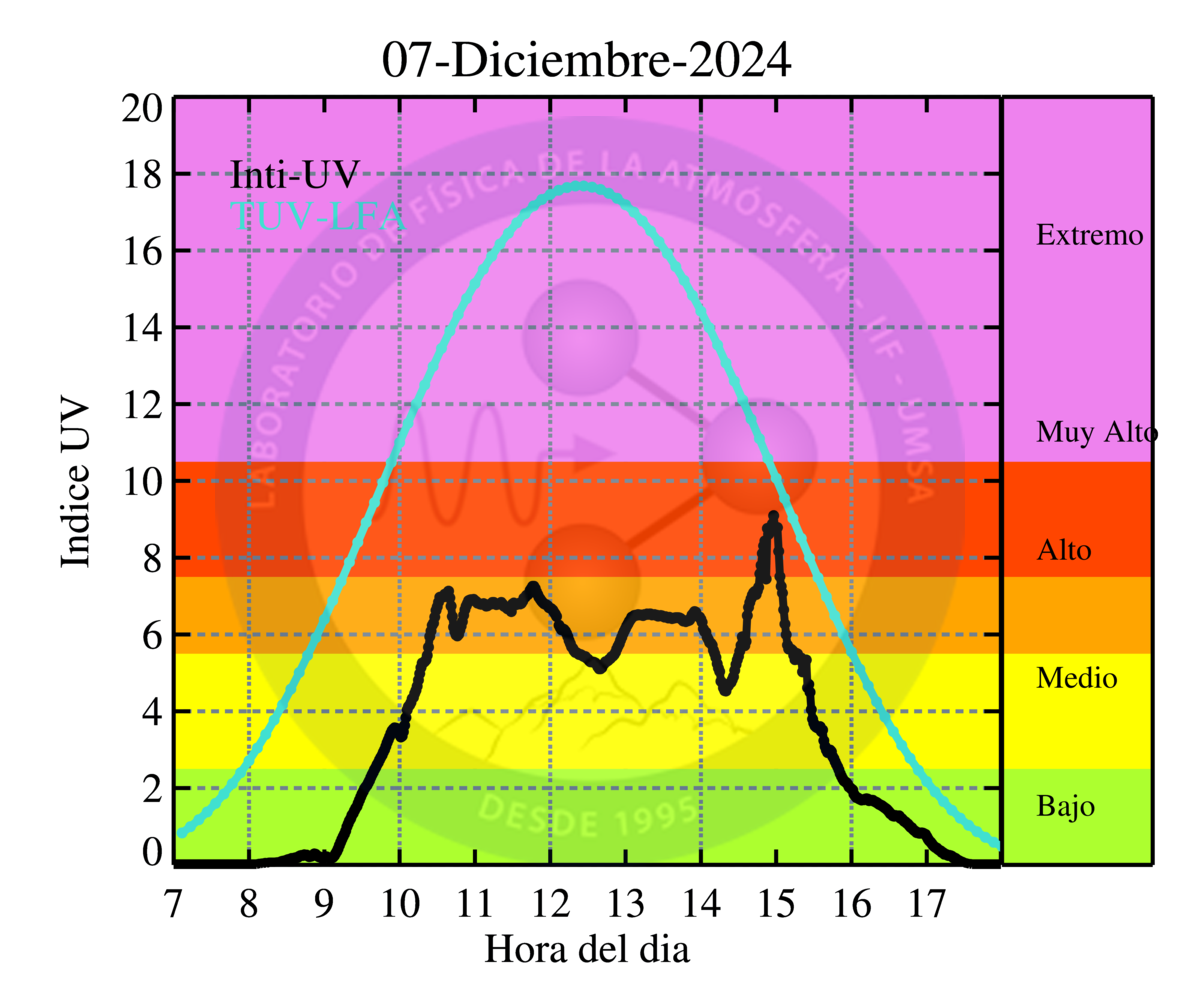 07-Diciembre-2024
20
18
16
14
12
10
8
6
4
2
0
Indice UV
Inti-UV
TUV-LFA
LABORATORIO DE FÍSICA DE LA ATMÓSFERA - IIF - UMSA
DESDE 1995
Extremo
Muy Alto
Alto
Medio
Bajo
7 8 9 10 11 12 13 14 15 16 17
Hora del dia